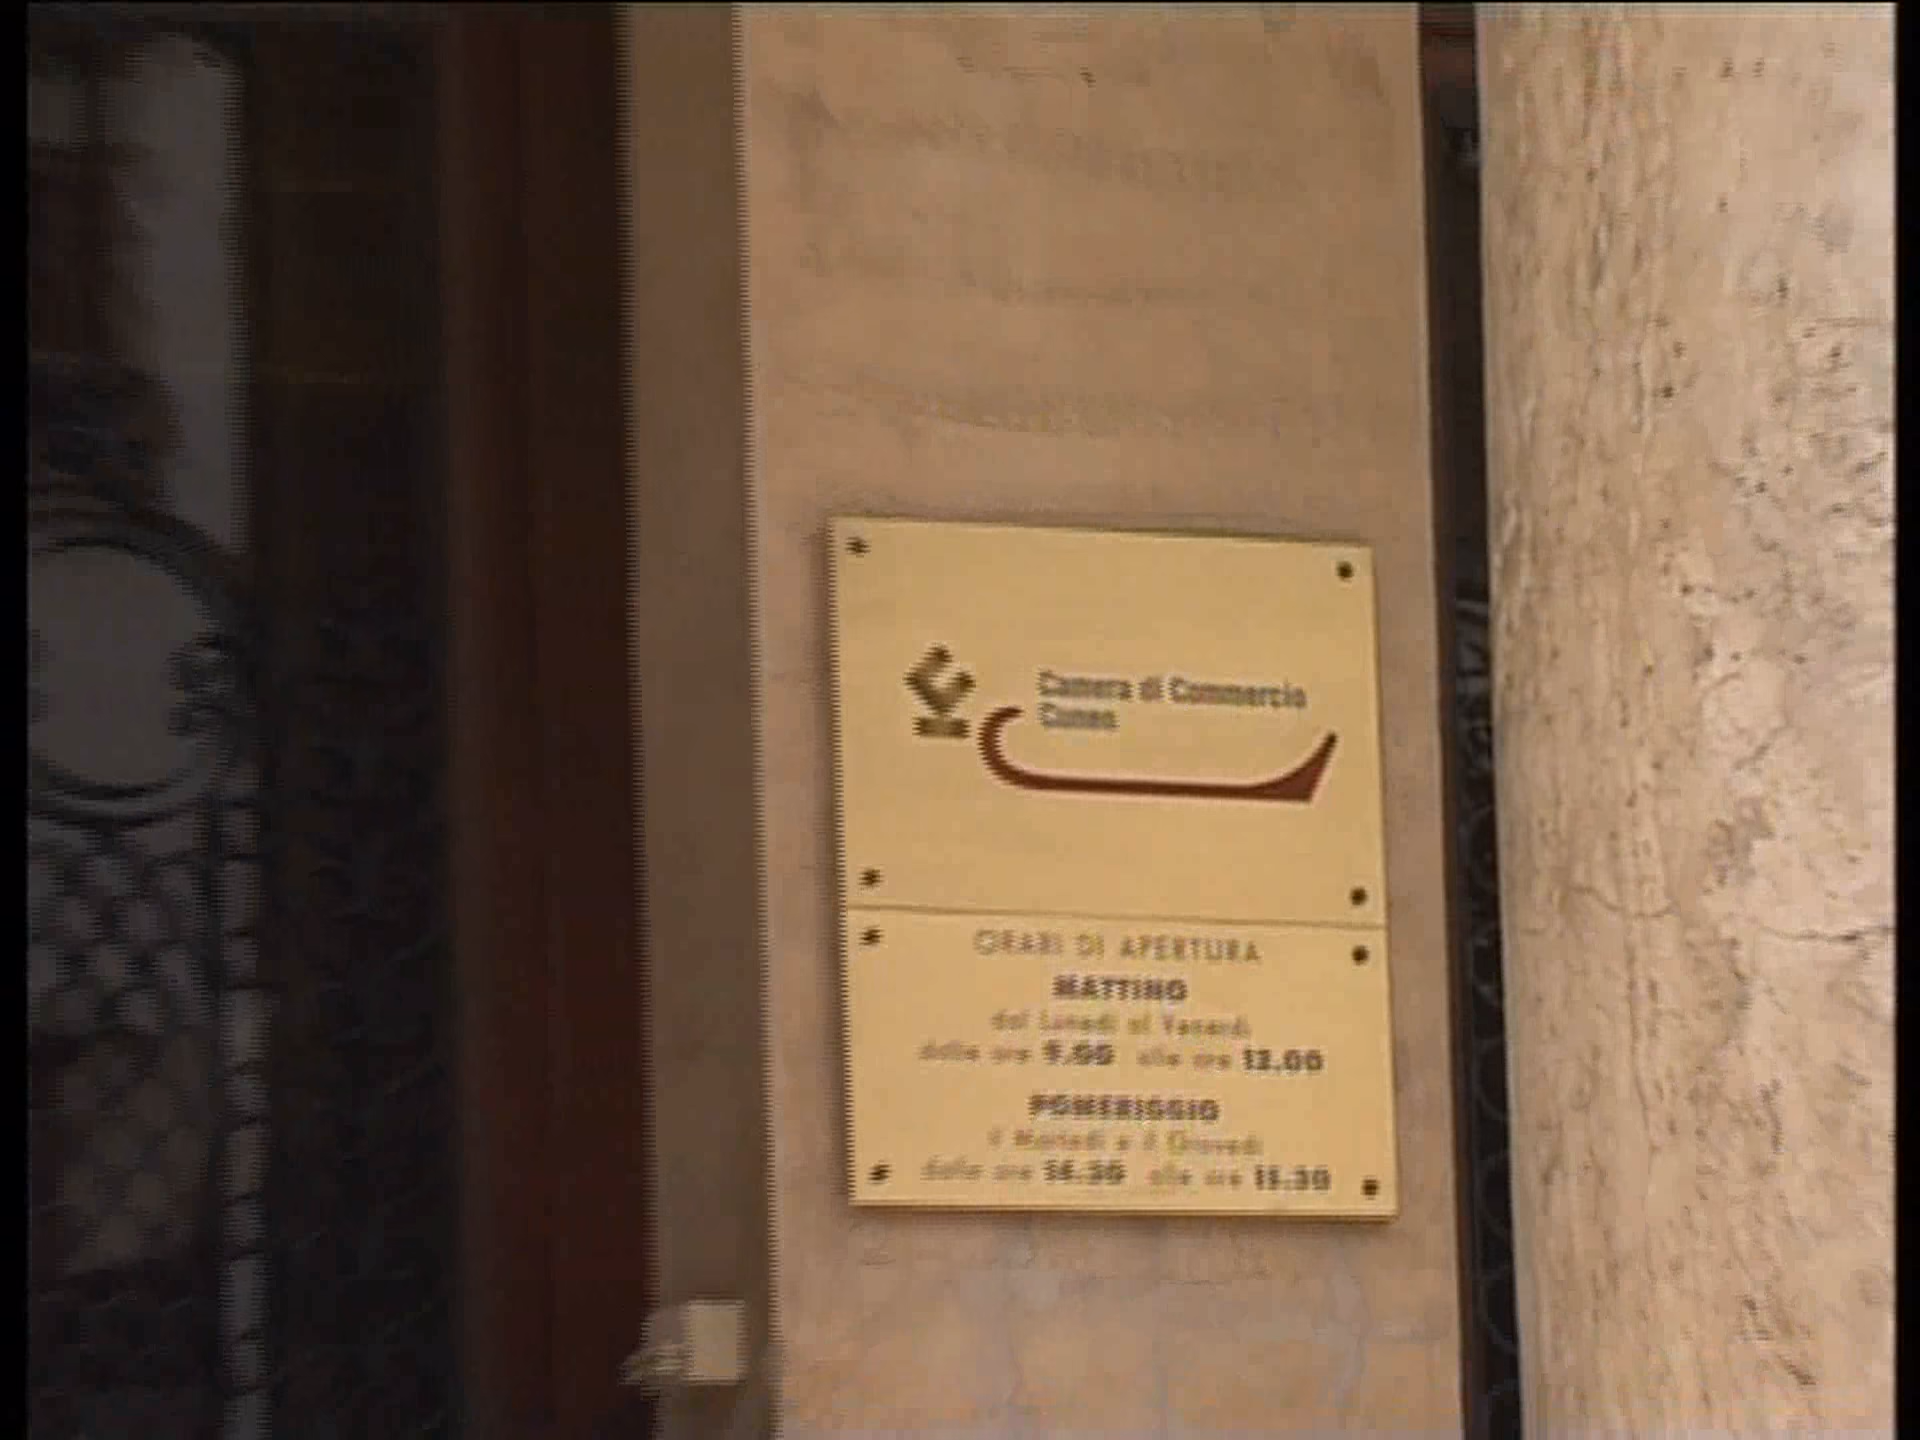 Camera di Commercio
Cuneo
ORARI DI APERTURA
MATTINO
dal Lunedì al Venerdì
dalle ore 9.00 alle ore 13.00
POMERIGGIO
il Martedì e il Giovedì
dalle ore alle ore